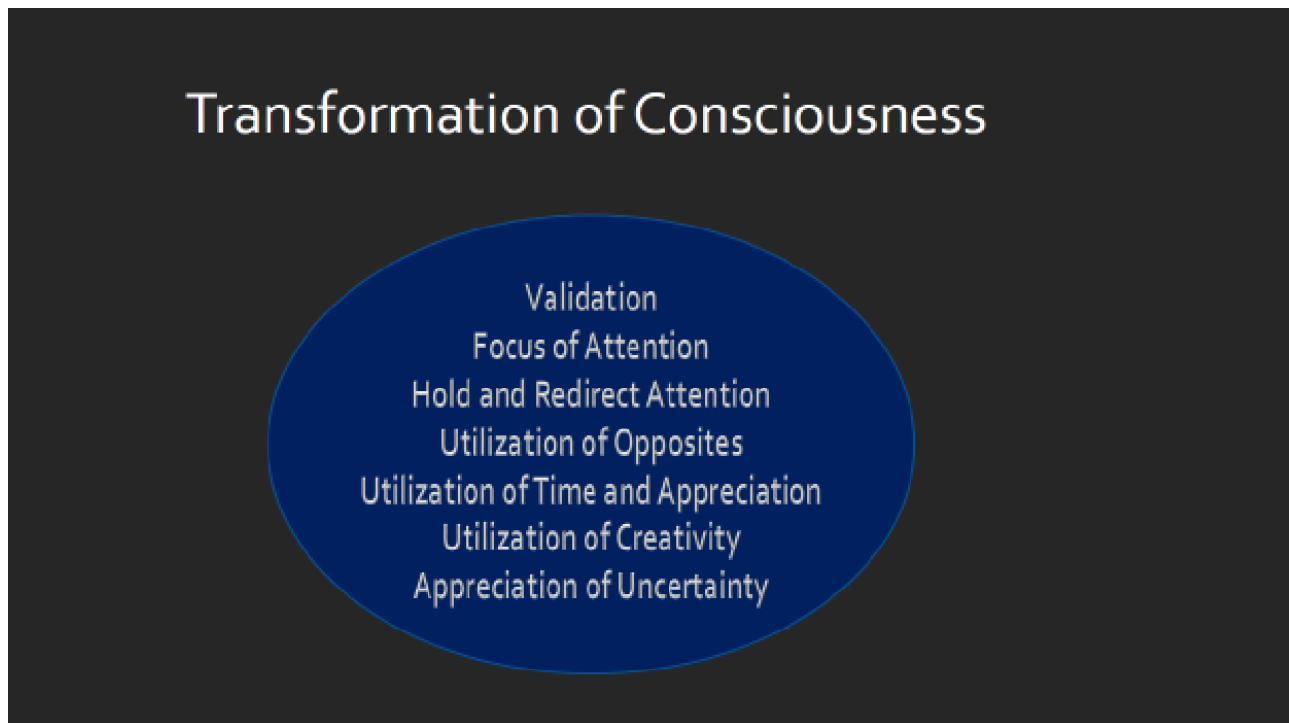 Transformation of Consciousness
Validation
Focus of Attention
Hold and Redirect Attention
Utilization of Opposites
Utilization of Time and Appreciation
Utilization of Creativity
Appreciation of Uncertainty